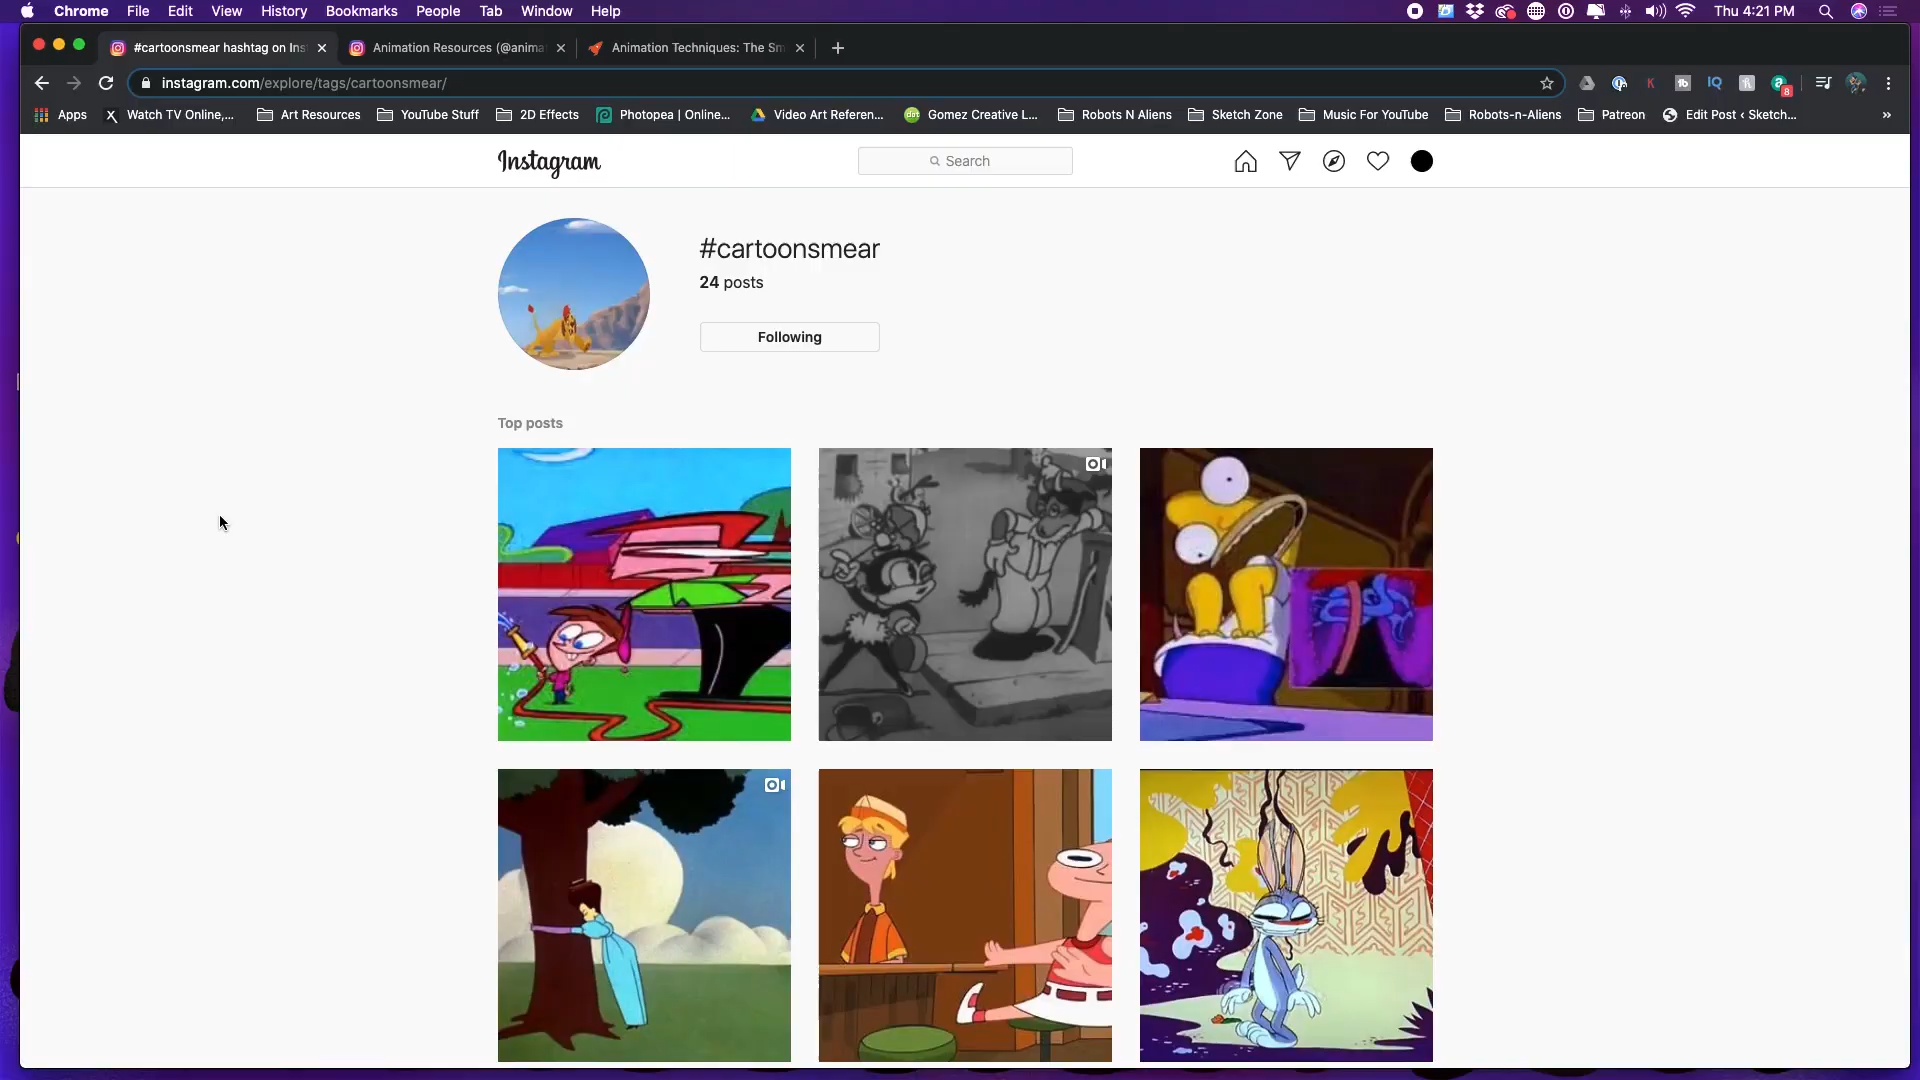 Chrome File Edit View History Bookmarks People Tab Window Help Thu 4:21 PM
#cartoonsmear hashtag on Ins Animation Resources (@anima Animation Techniques: The Sm
instagram.com/explore/tags/cartoonsmear/
Apps Watch TV Online,... Art Resources YouTube Stuff 2D Effects Photopea | Online... Video Art Referen... Gomez Creative L... Robots N Aliens Sketch Zone Music For YouTube Robots-n-Aliens Patreon Edit Post ‹ Sketch... »
Instagram Search
#cartoonsmear
24 posts
Following
Top posts